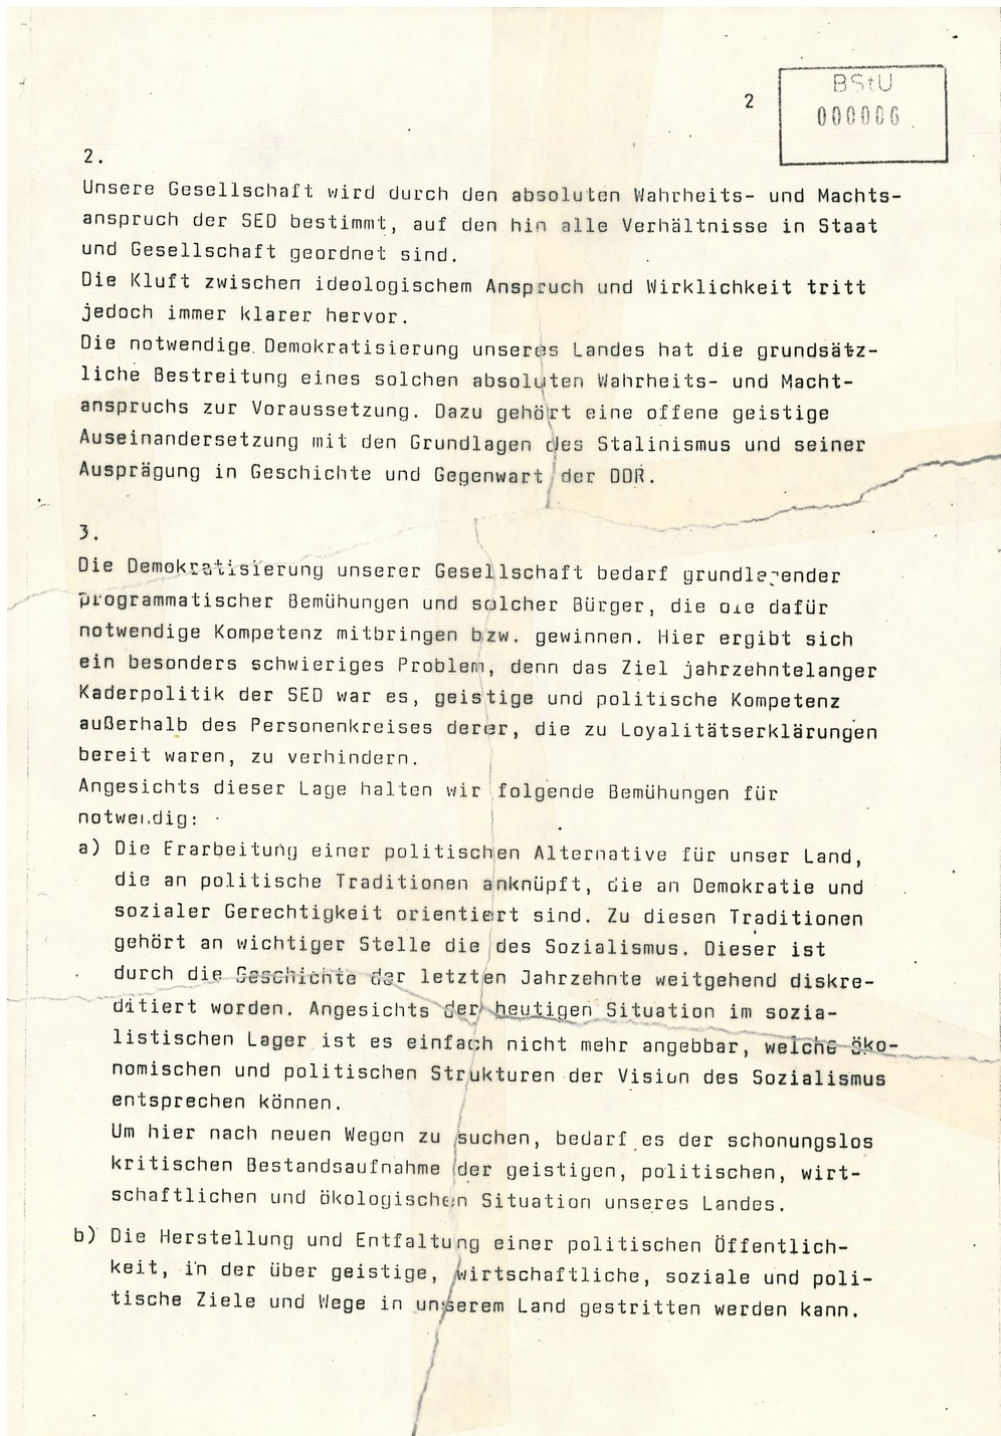 2
BStU
000006
2.
Unsere Gesellschaft wird durch den absoluten Wahrheits- und Machts-
anspruch der SED bestimmt, auf den hin alle Verhältnisse in Staat
und Gesellschaft geordnet sind.
Die Kluft zwischen ideologischem Anspruch und Wirklichkeit tritt
jedoch immer klarer hervor.
Die notwendige Demokratisierung unseres Landes hat die grundsätz-
liche Bestreitung eines solchen absoluten Wahrheits- und Macht-
anspruchs zur Voraussetzung. Dazu gehört eine offene geistige
Auseinandersetzung mit den Grundlagen des Stalinismus und seiner
Ausprägung in Geschichte und Gegenwart der DDR.
3.
Die Demokratisierung unserer Gesellschaft bedarf grundlegender
programmatischer Bemühungen und solcher Bürger, die die dafür
notwendige Kompetenz mitbringen bzw. gewinnen. Hier ergibt sich
ein besonders schwieriges Problem, denn das Ziel jahrzehntelanger
Kaderpolitik der SED war es, geistige und politische Kompetenz
außerhalb des Personenkreises derer, die zu Loyalitätserklärungen
bereit waren, zu verhindern.
Angesichts dieser Lage halten wir folgende Bemühungen für
notwendig:
a) Die Erarbeitung einer politischen Alternative für unser Land,
die an politische Traditionen anknüpft, die an Demokratie und
sozialer Gerechtigkeit orientiert sind. Zu diesen Traditionen
gehört an wichtiger Stelle die des Sozialismus. Dieser ist
durch die Geschichte der letzten Jahrzehnte weitgehend diskre-
ditiert worden. Angesichts der heutigen Situation im sozia-
listischen Lager ist es einfach nicht mehr angebbar, welche öko-
nomischen und politischen Strukturen der Vision des Sozialismus
entsprechen können.
Um hier nach neuen Wegen zu suchen, bedarf es der schonungslos
kritischen Bestandsaufnahme der geistigen, politischen, wirt-
schaftlichen und ökologischen Situation unseres Landes.
b) Die Herstellung und Entfaltung einer politischen Öffentlich-
keit, in der über geistige, wirtschaftliche, soziale und poli-
tische Ziele und Wege in unserem Land gestritten werden kann.